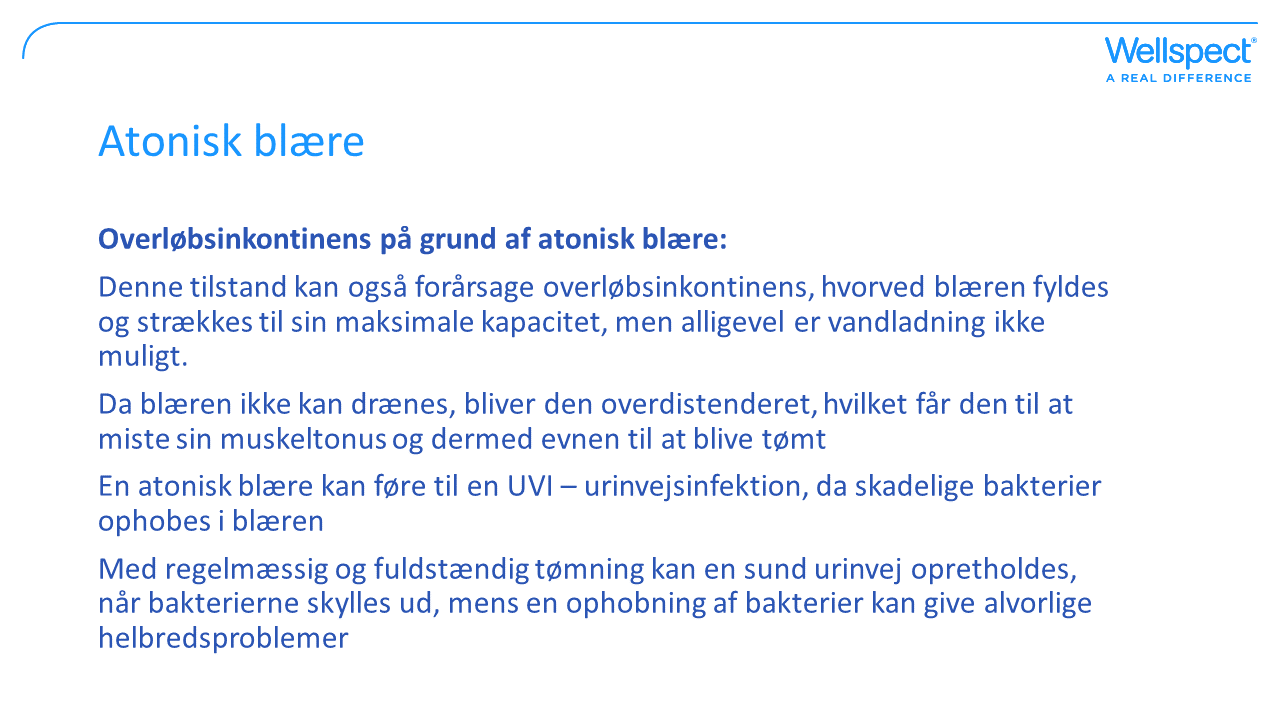 Wellspect®
A REAL DIFFERENCE
Atonisk blære
Overløbsinkontinens på grund af atonisk blære:
Denne tilstand kan også forårsage overløbsinkontinens, hvorved blæren fyldes
og strækkes til sin maksimale kapacitet, men alligevel er vandladning ikke
muligt.
Da blæren ikke kan drænes, bliver den overdistenderet, hvilket får den til at
miste sin muskeltonus og dermed evnen til at blive tømt
En atonisk blære kan føre til en UVI – urinvejsinfektion, da skadelige bakterier
ophobes i blæren
Med regelmæssig og fuldstændig tømning kan en sund urinvej opretholdes,
når bakterierne skylles ud, mens en ophobning af bakterier kan give alvorlige
helbredsproblemer